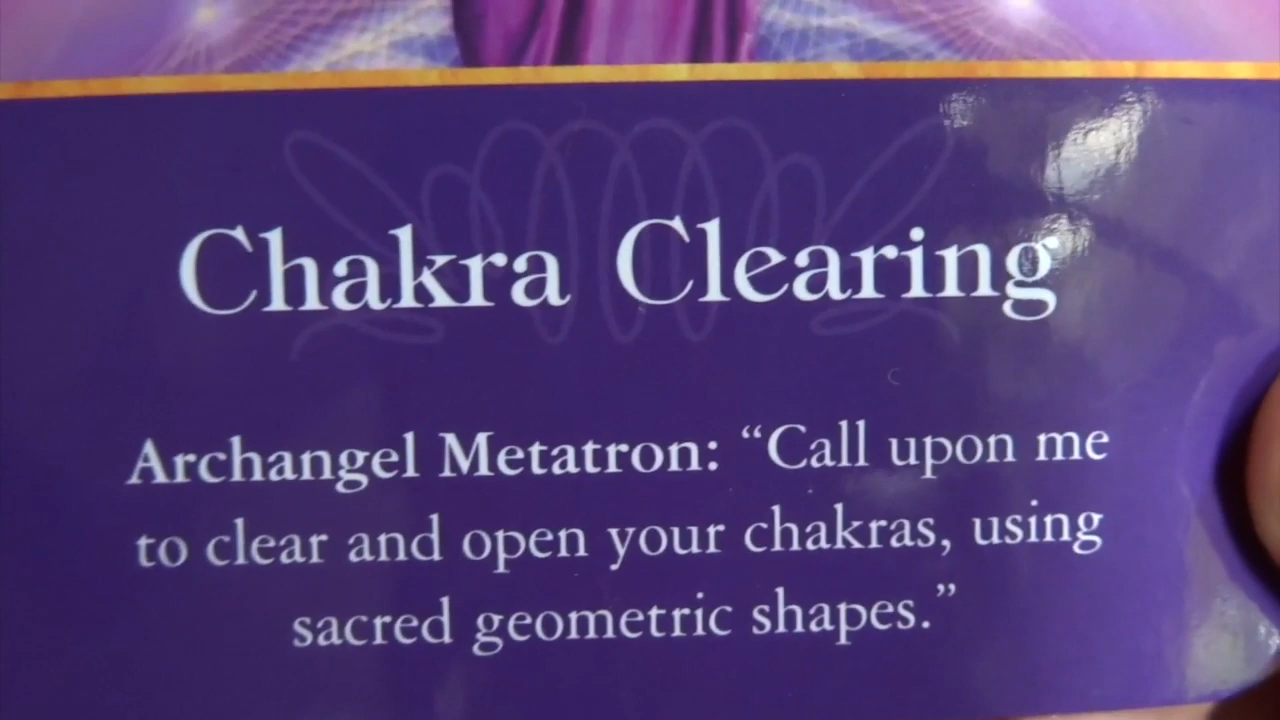 Chakra Clearing
Archangel Metatron: “Call upon me
to clear and open your chakras, using
sacred geometric shapes.”